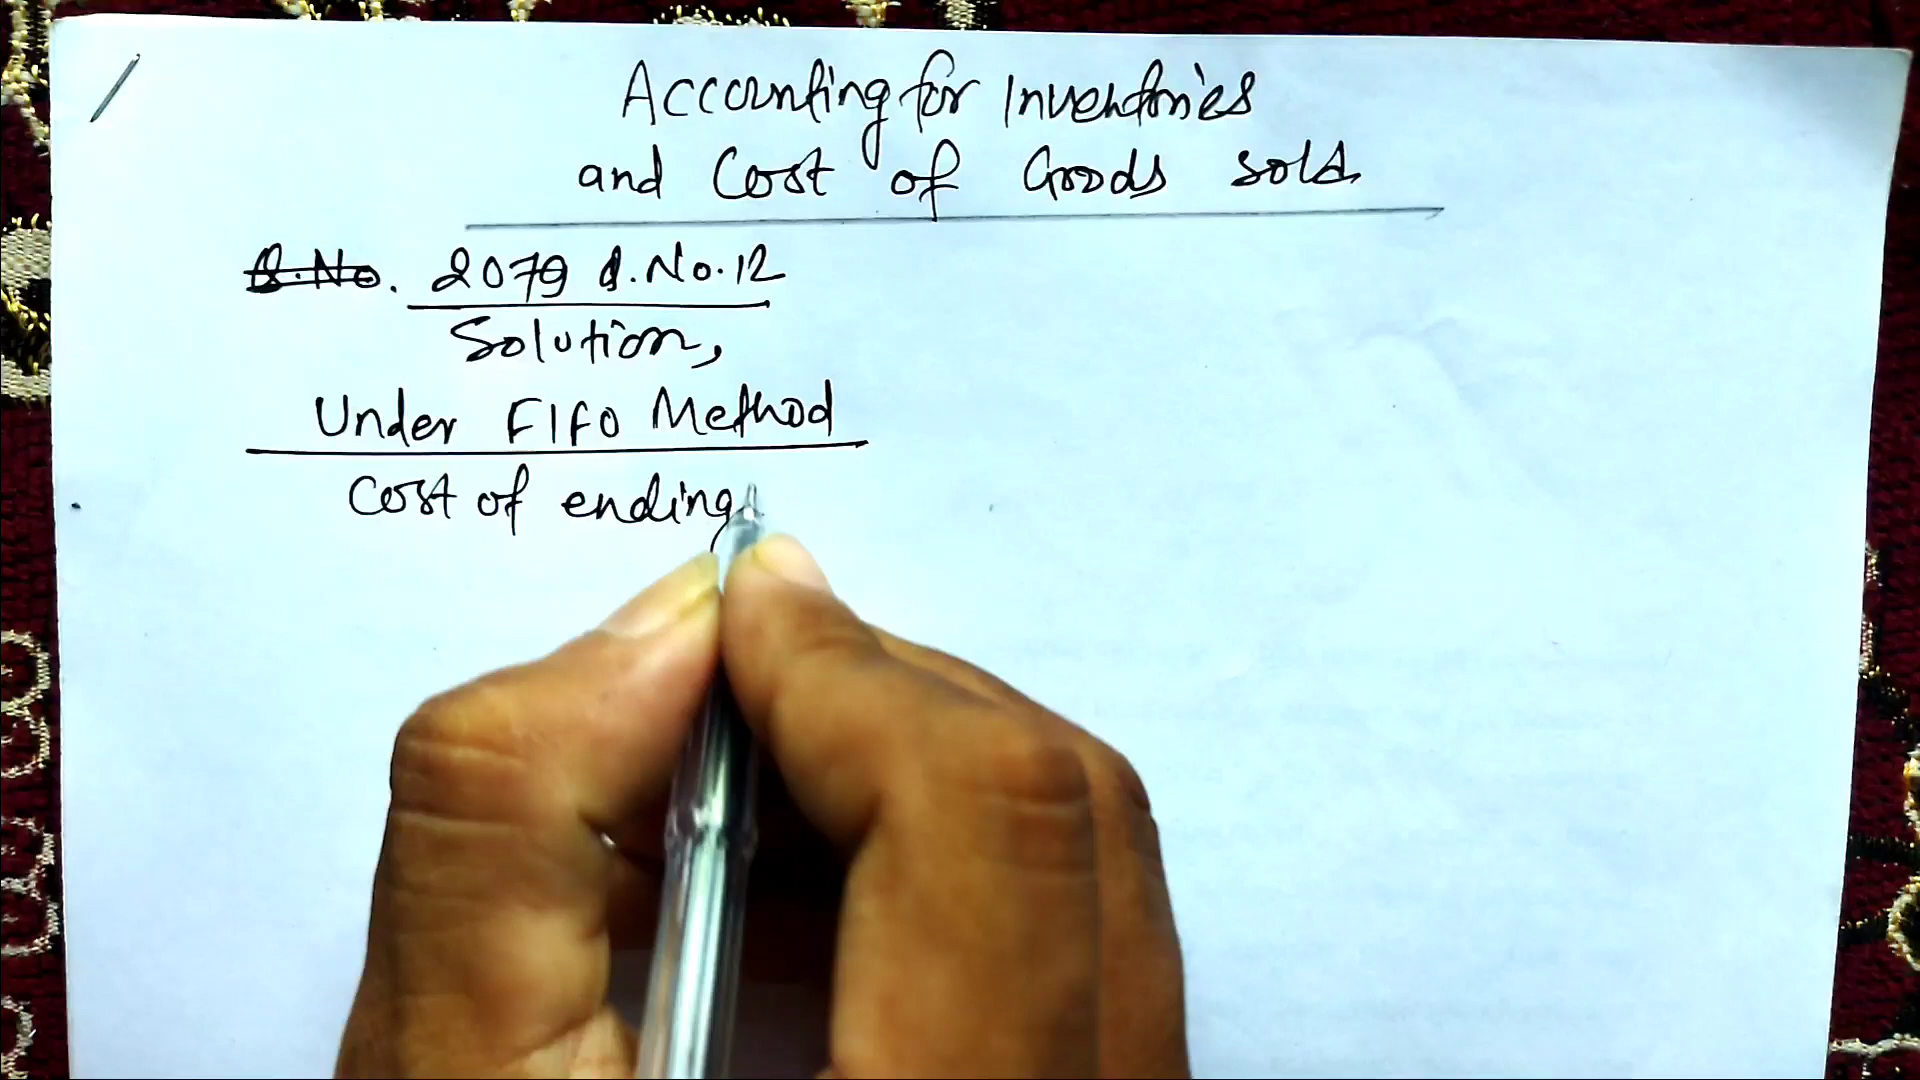 Accounting for Inventories
and Cost of Goods sold
Q.No. 2079 Q.No.12
Solution,
Under FIFO Method
Cost of ending